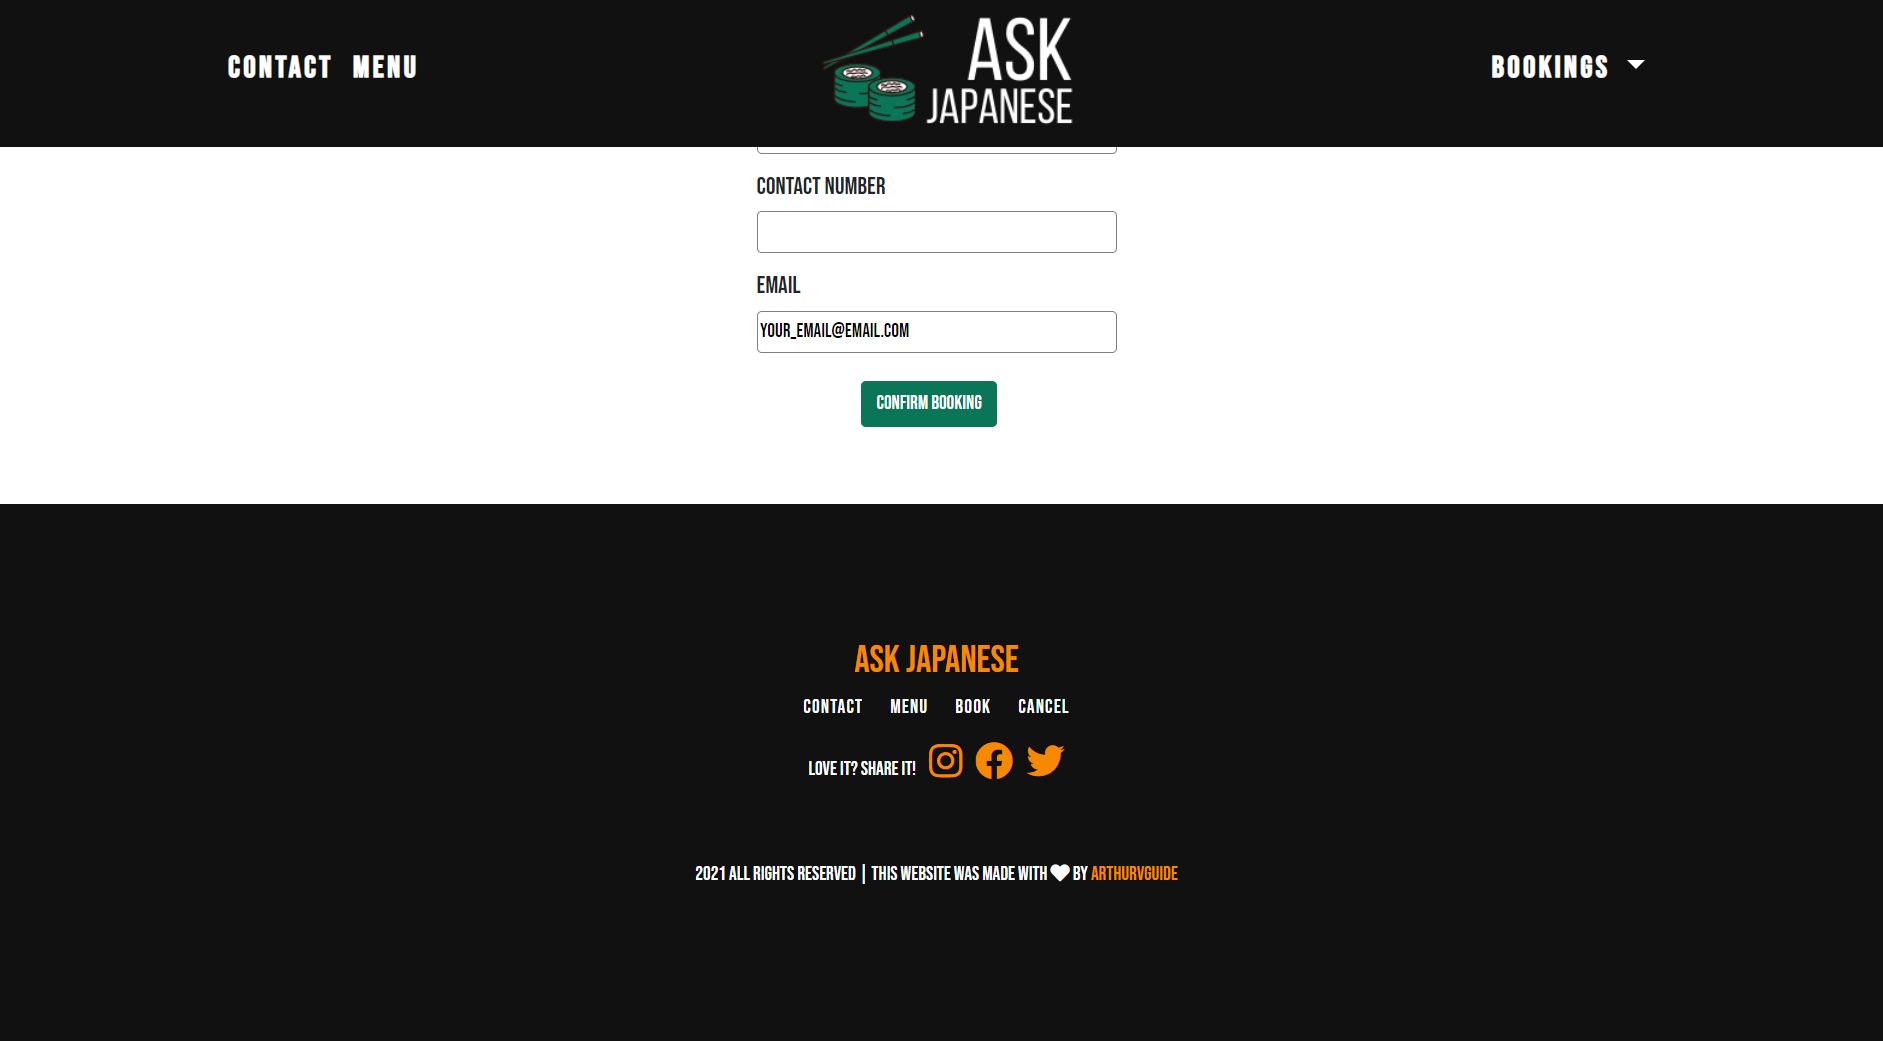 CONTACT MENU
ASK
JAPANESE
BOOKINGS
CONTACT NUMBER
EMAIL
YOUR_EMAIL@EMAIL.COM
CONFIRM BOOKING
ASK JAPANESE
CONTACT MENU BOOK CANCEL
LOVE IT? SHARE IT!
2021 ALL RIGHTS RESERVED | THIS WEBSITE WAS MADE WITH BY ARTHURVGUIDE